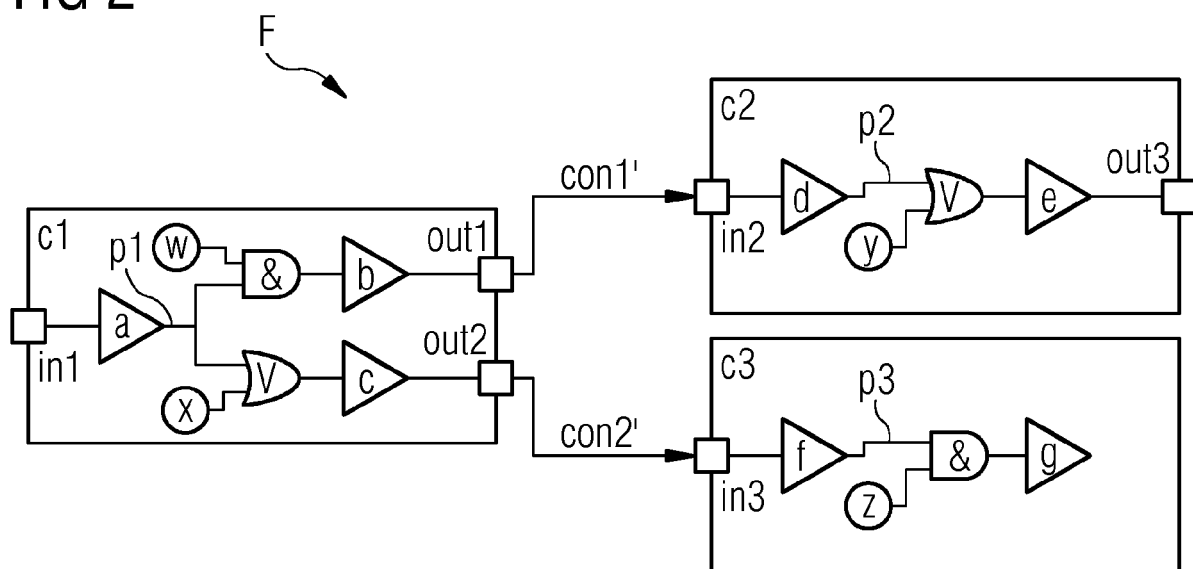 FIG 2
F
c1
p1
w
&
b
out1
a
in1
V
c
out2
x
con1'
c2
p2
d
V
e
out3
in2
y
con2'
c3
p3
f
&
g
in3
z